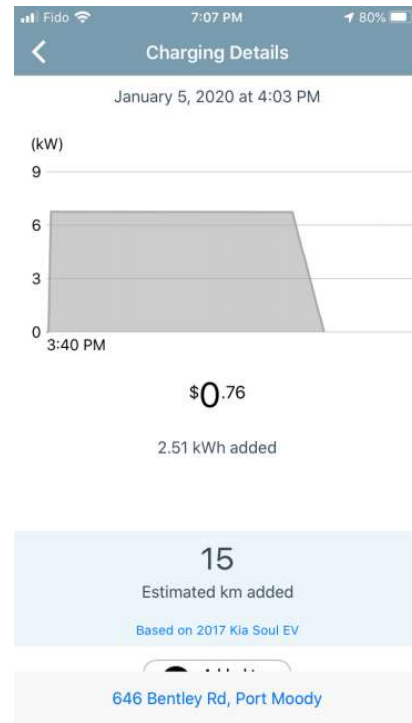 Fido 7:07 PM 80%
Charging Details
January 5, 2020 at 4:03 PM
(kW)
9
6
3
0
3:40 PM
$0.76
2.51 kWh added
15
Estimated km added
Based on 2017 Kia Soul EV
646 Bentley Rd, Port Moody